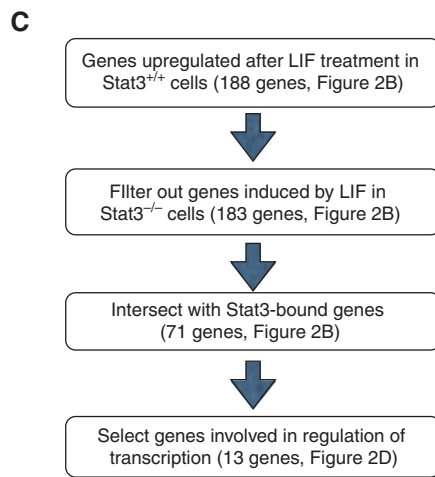 C
Genes upregulated after LIF treatment in
Stat3+/+ cells (188 genes, Figure 2B)
FIlter out genes induced by LIF in
Stat3–/– cells (183 genes, Figure 2B)
Intersect with Stat3-bound genes
(71 genes, Figure 2B)
Select genes involved in regulation of
transcription (13 genes, Figure 2D)